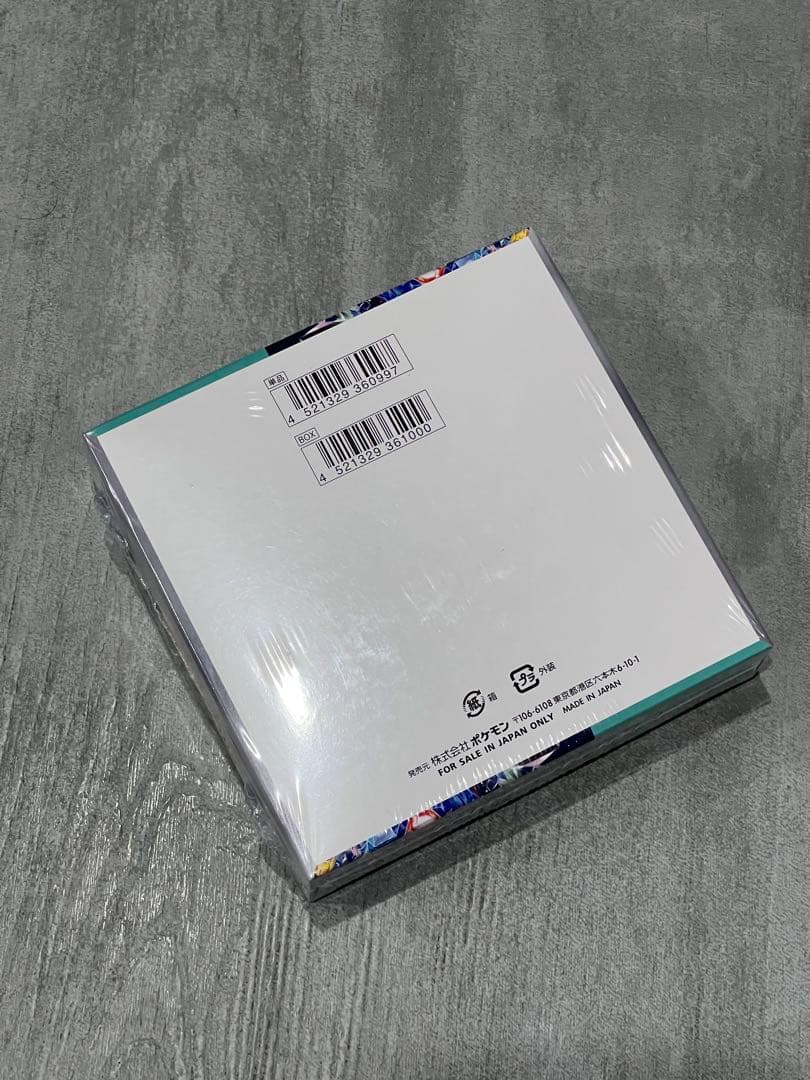 単品
4 521329 360997
BOX
4 521329 361000
紙 箱
プラ 外装
発売元 株式会社ポケモン 〒106-6108 東京都港区六本木6-10-1
FOR SALE IN JAPAN ONLY MADE IN JAPAN